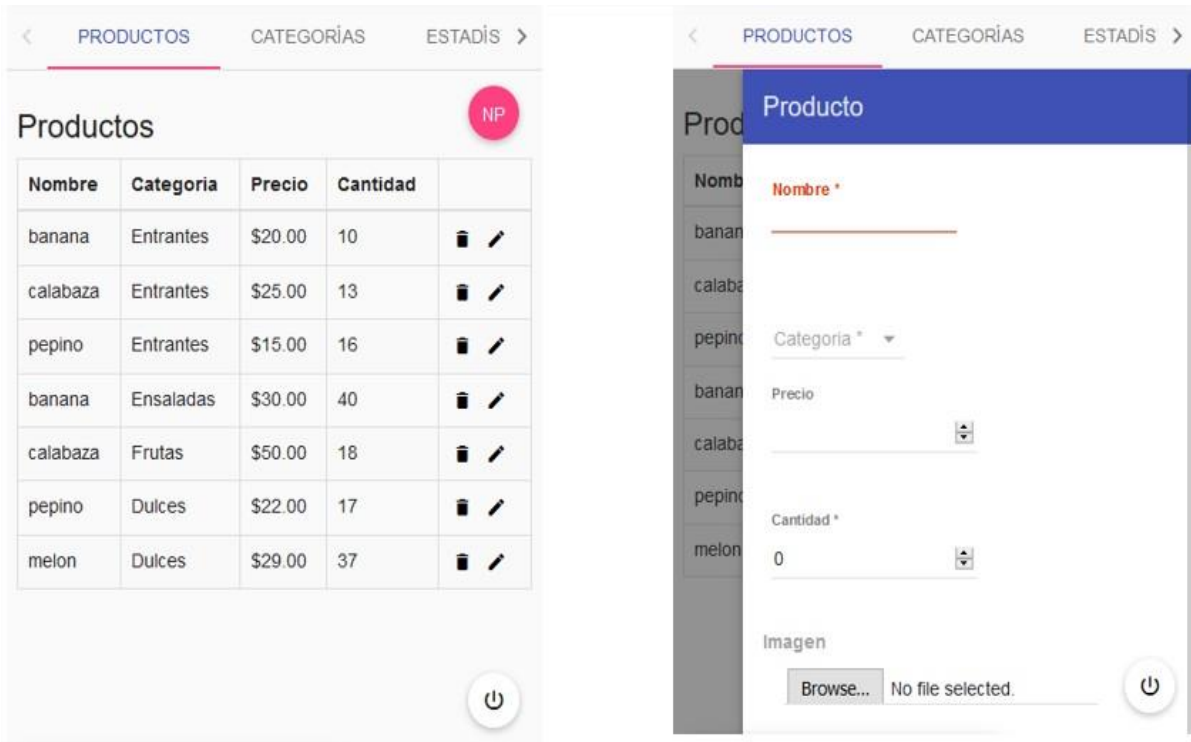 PRODUCTOS CATEGORÍAS ESTADÍS
Productos NP
Nombre Categoria Precio Cantidad
banana Entrantes $20.00 10
calabaza Entrantes $25.00 13
pepino Entrantes $15.00 16
banana Ensaladas $30.00 40
calabaza Frutas $50.00 18
pepino Dulces $22.00 17
melon Dulces $29.00 37
PRODUCTOS CATEGORÍAS ESTADÍS
Prod
Nomb
banan
calaba
pepino
banan
calaba
pepino
melon
Producto
Nombre *
Categoria *
Precio
Cantidad *
0
Imagen
Browse... No file selected.